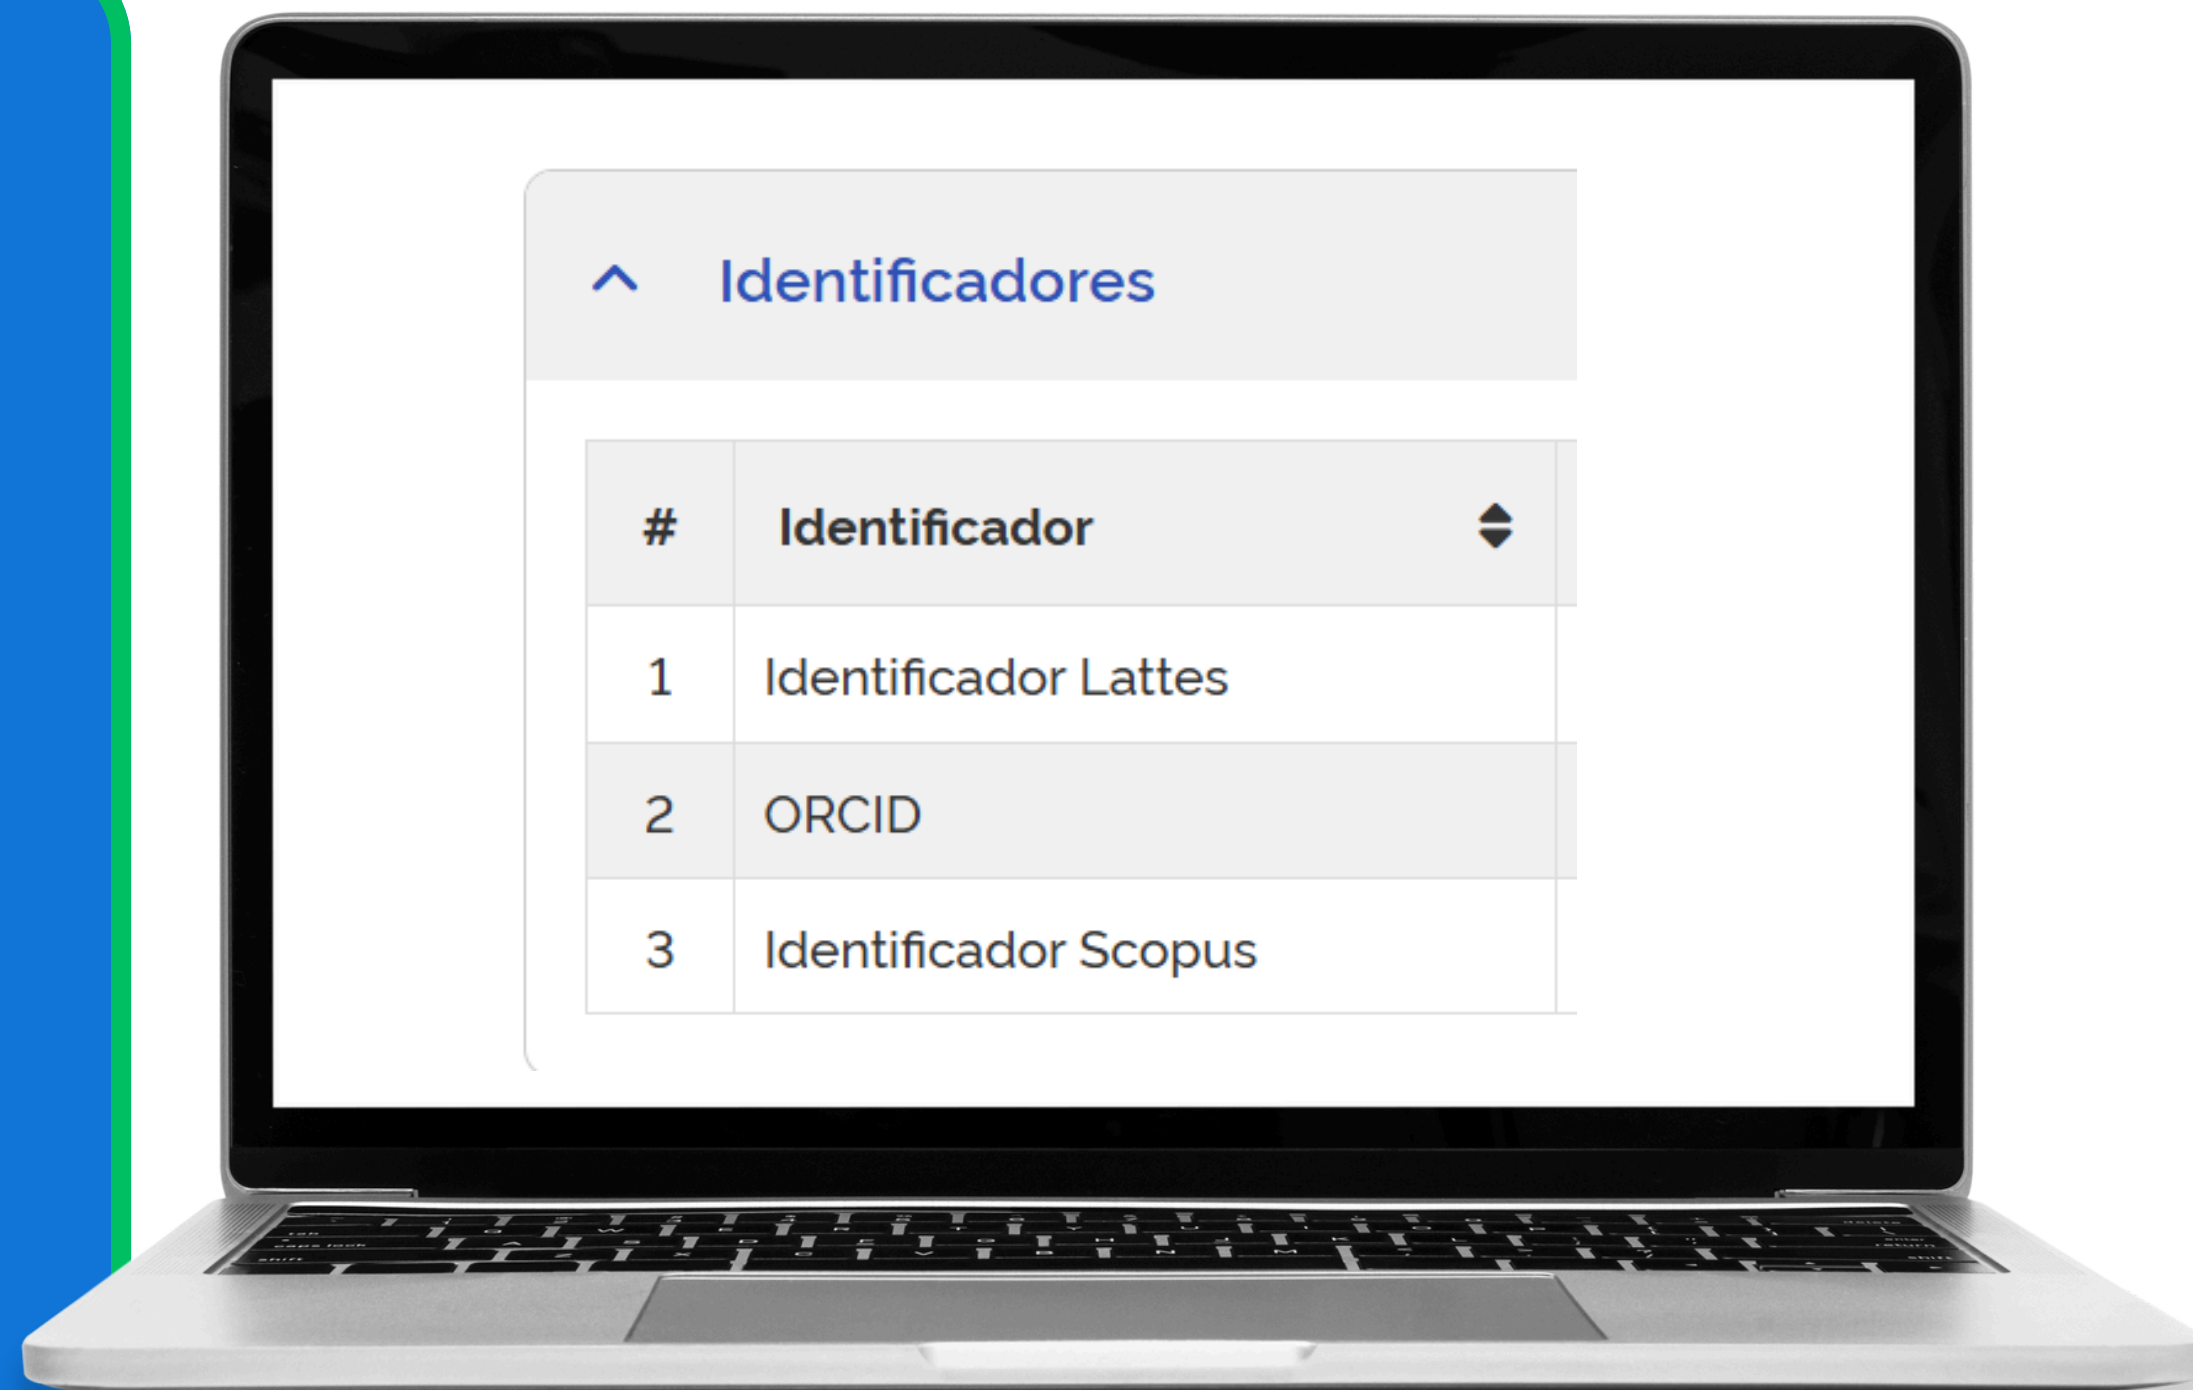 Identificadores
# Identificador
1 Identificador Lattes
2 ORCID
3 Identificador Scopus